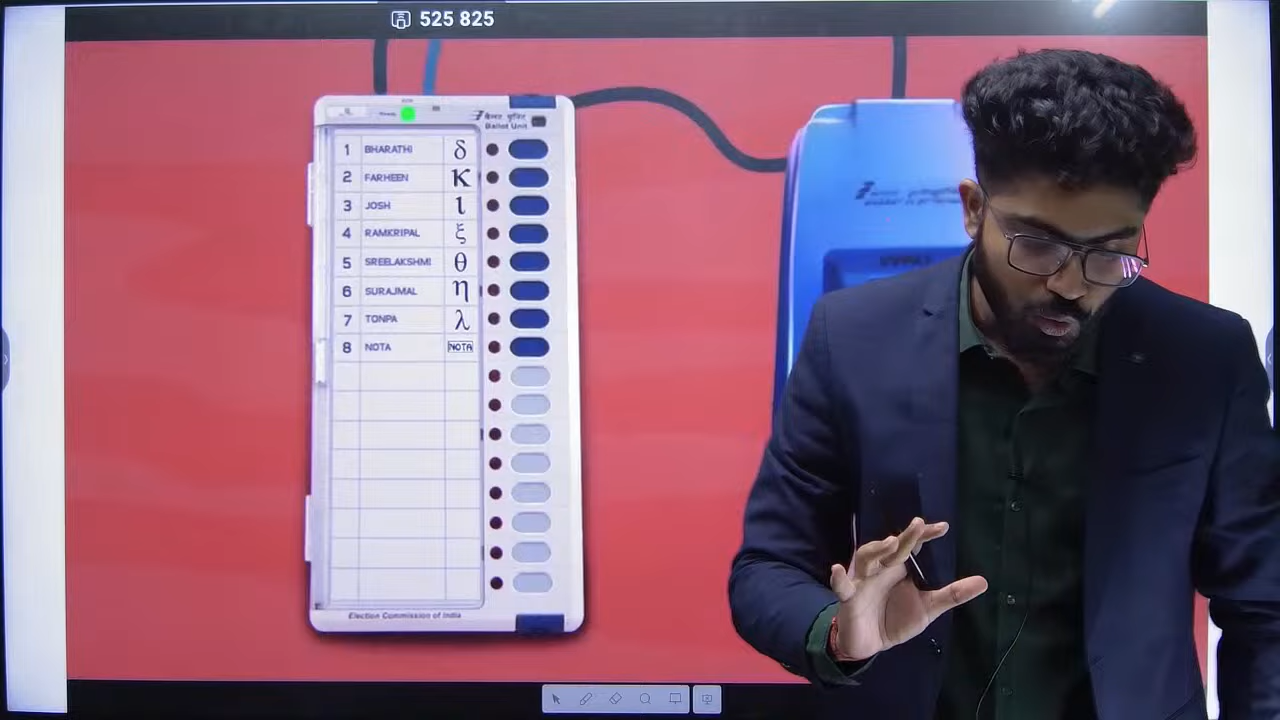 525 825
बैलट यूनिट
Ballot Unit
1 BHARATHI δ
2 FARHEEN κ
3 JOSH ι
4 RAMKRIPAL ξ
5 SREELAKSHMI θ
6 SURAJMAL η
7 TONPA λ
8 NOTA NOTA
Election Commission of India